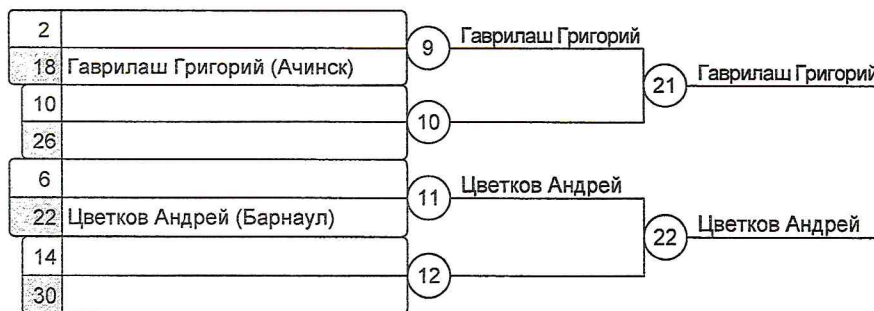 2
9 Гаврилаш Григорий
18 Гаврилаш Григорий (Ачинск)
21 Гаврилаш Григорий
10
10
26
6
11 Цветков Андрей
22 Цветков Андрей (Барнаул)
22 Цветков Андрей
14
12
30